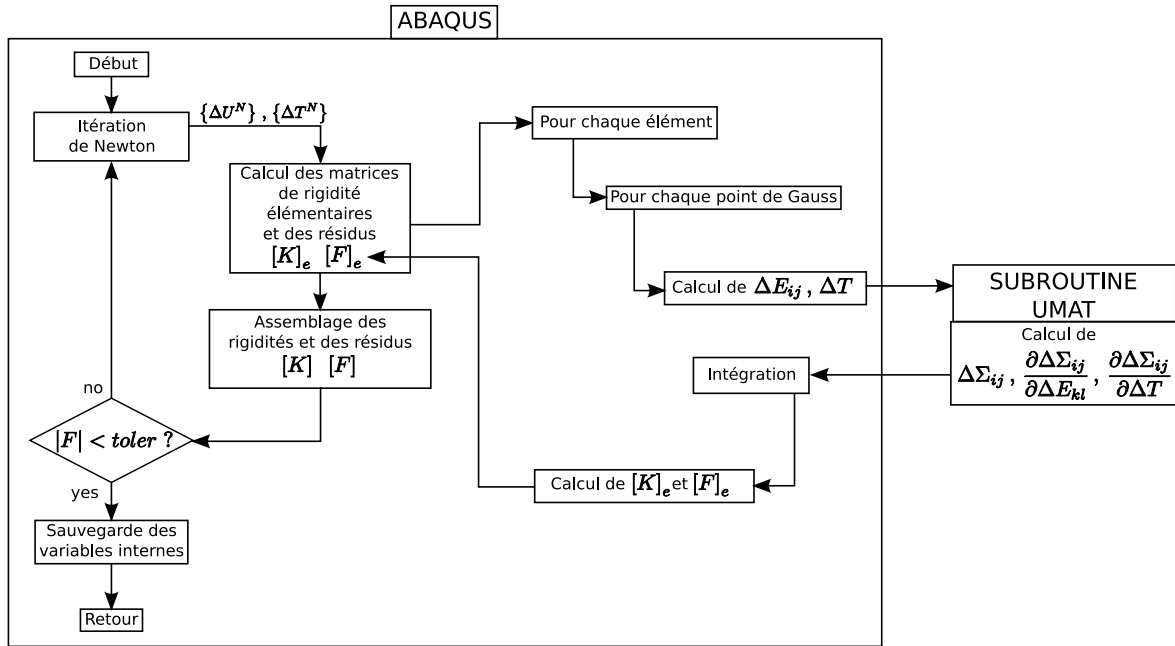 ABAQUS
Début
Itération
de Newton
{ΔU^N} , {ΔT^N}
Calcul des matrices
de rigidité
élémentaires
et des résidus
[K]_e [F]_e
Assemblage des
rigidités et des résidus
[K] [F]
no
|F| < toler ?
yes
Sauvegarde des
variables internes
Retour
Pour chaque élément
Pour chaque point de Gauss
Calcul de ΔE_ij , ΔT
SUBROUTINE
UMAT
Calcul de
ΔΣ_ij , ∂ΔΣ_ij/∂ΔE_kl , ∂ΔΣ_ij/∂ΔT
Intégration
Calcul de [K]_e et [F]_e